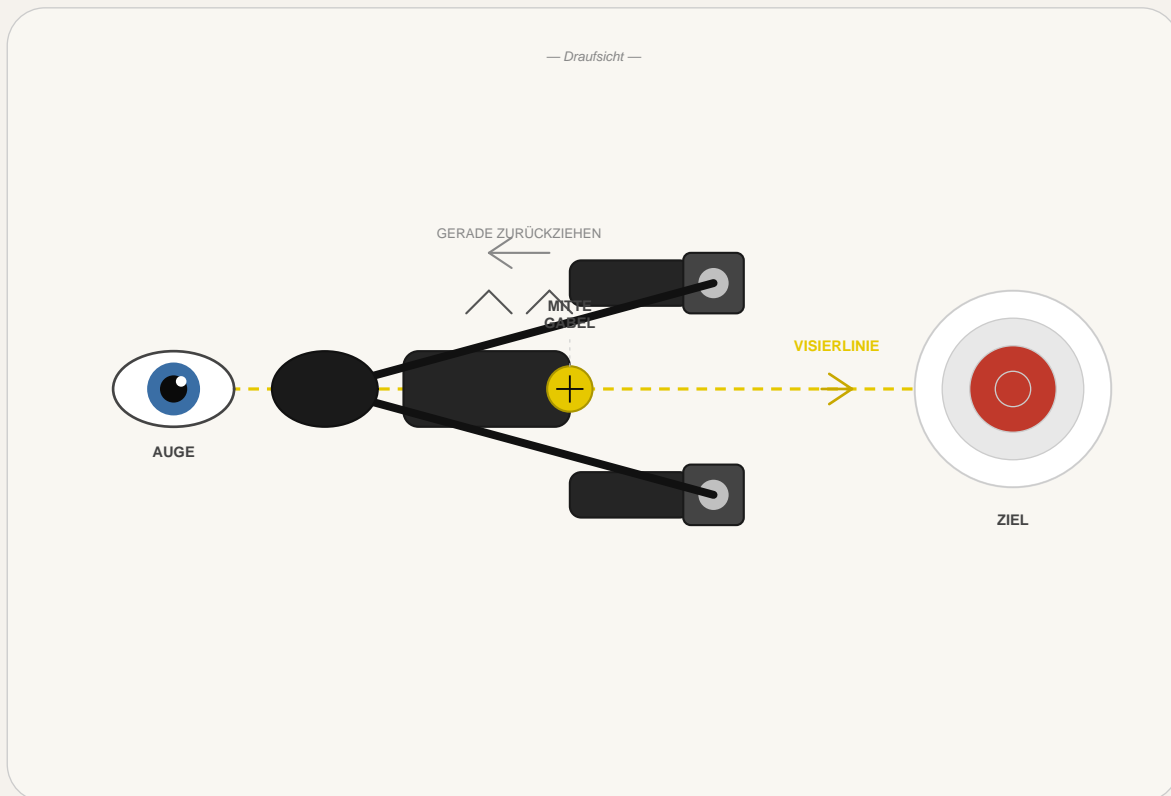 — Draufsicht —
GERADE ZURÜCKZIEHEN
MITTE
GABEL
VISIERLINIE
AUGE
ZIEL